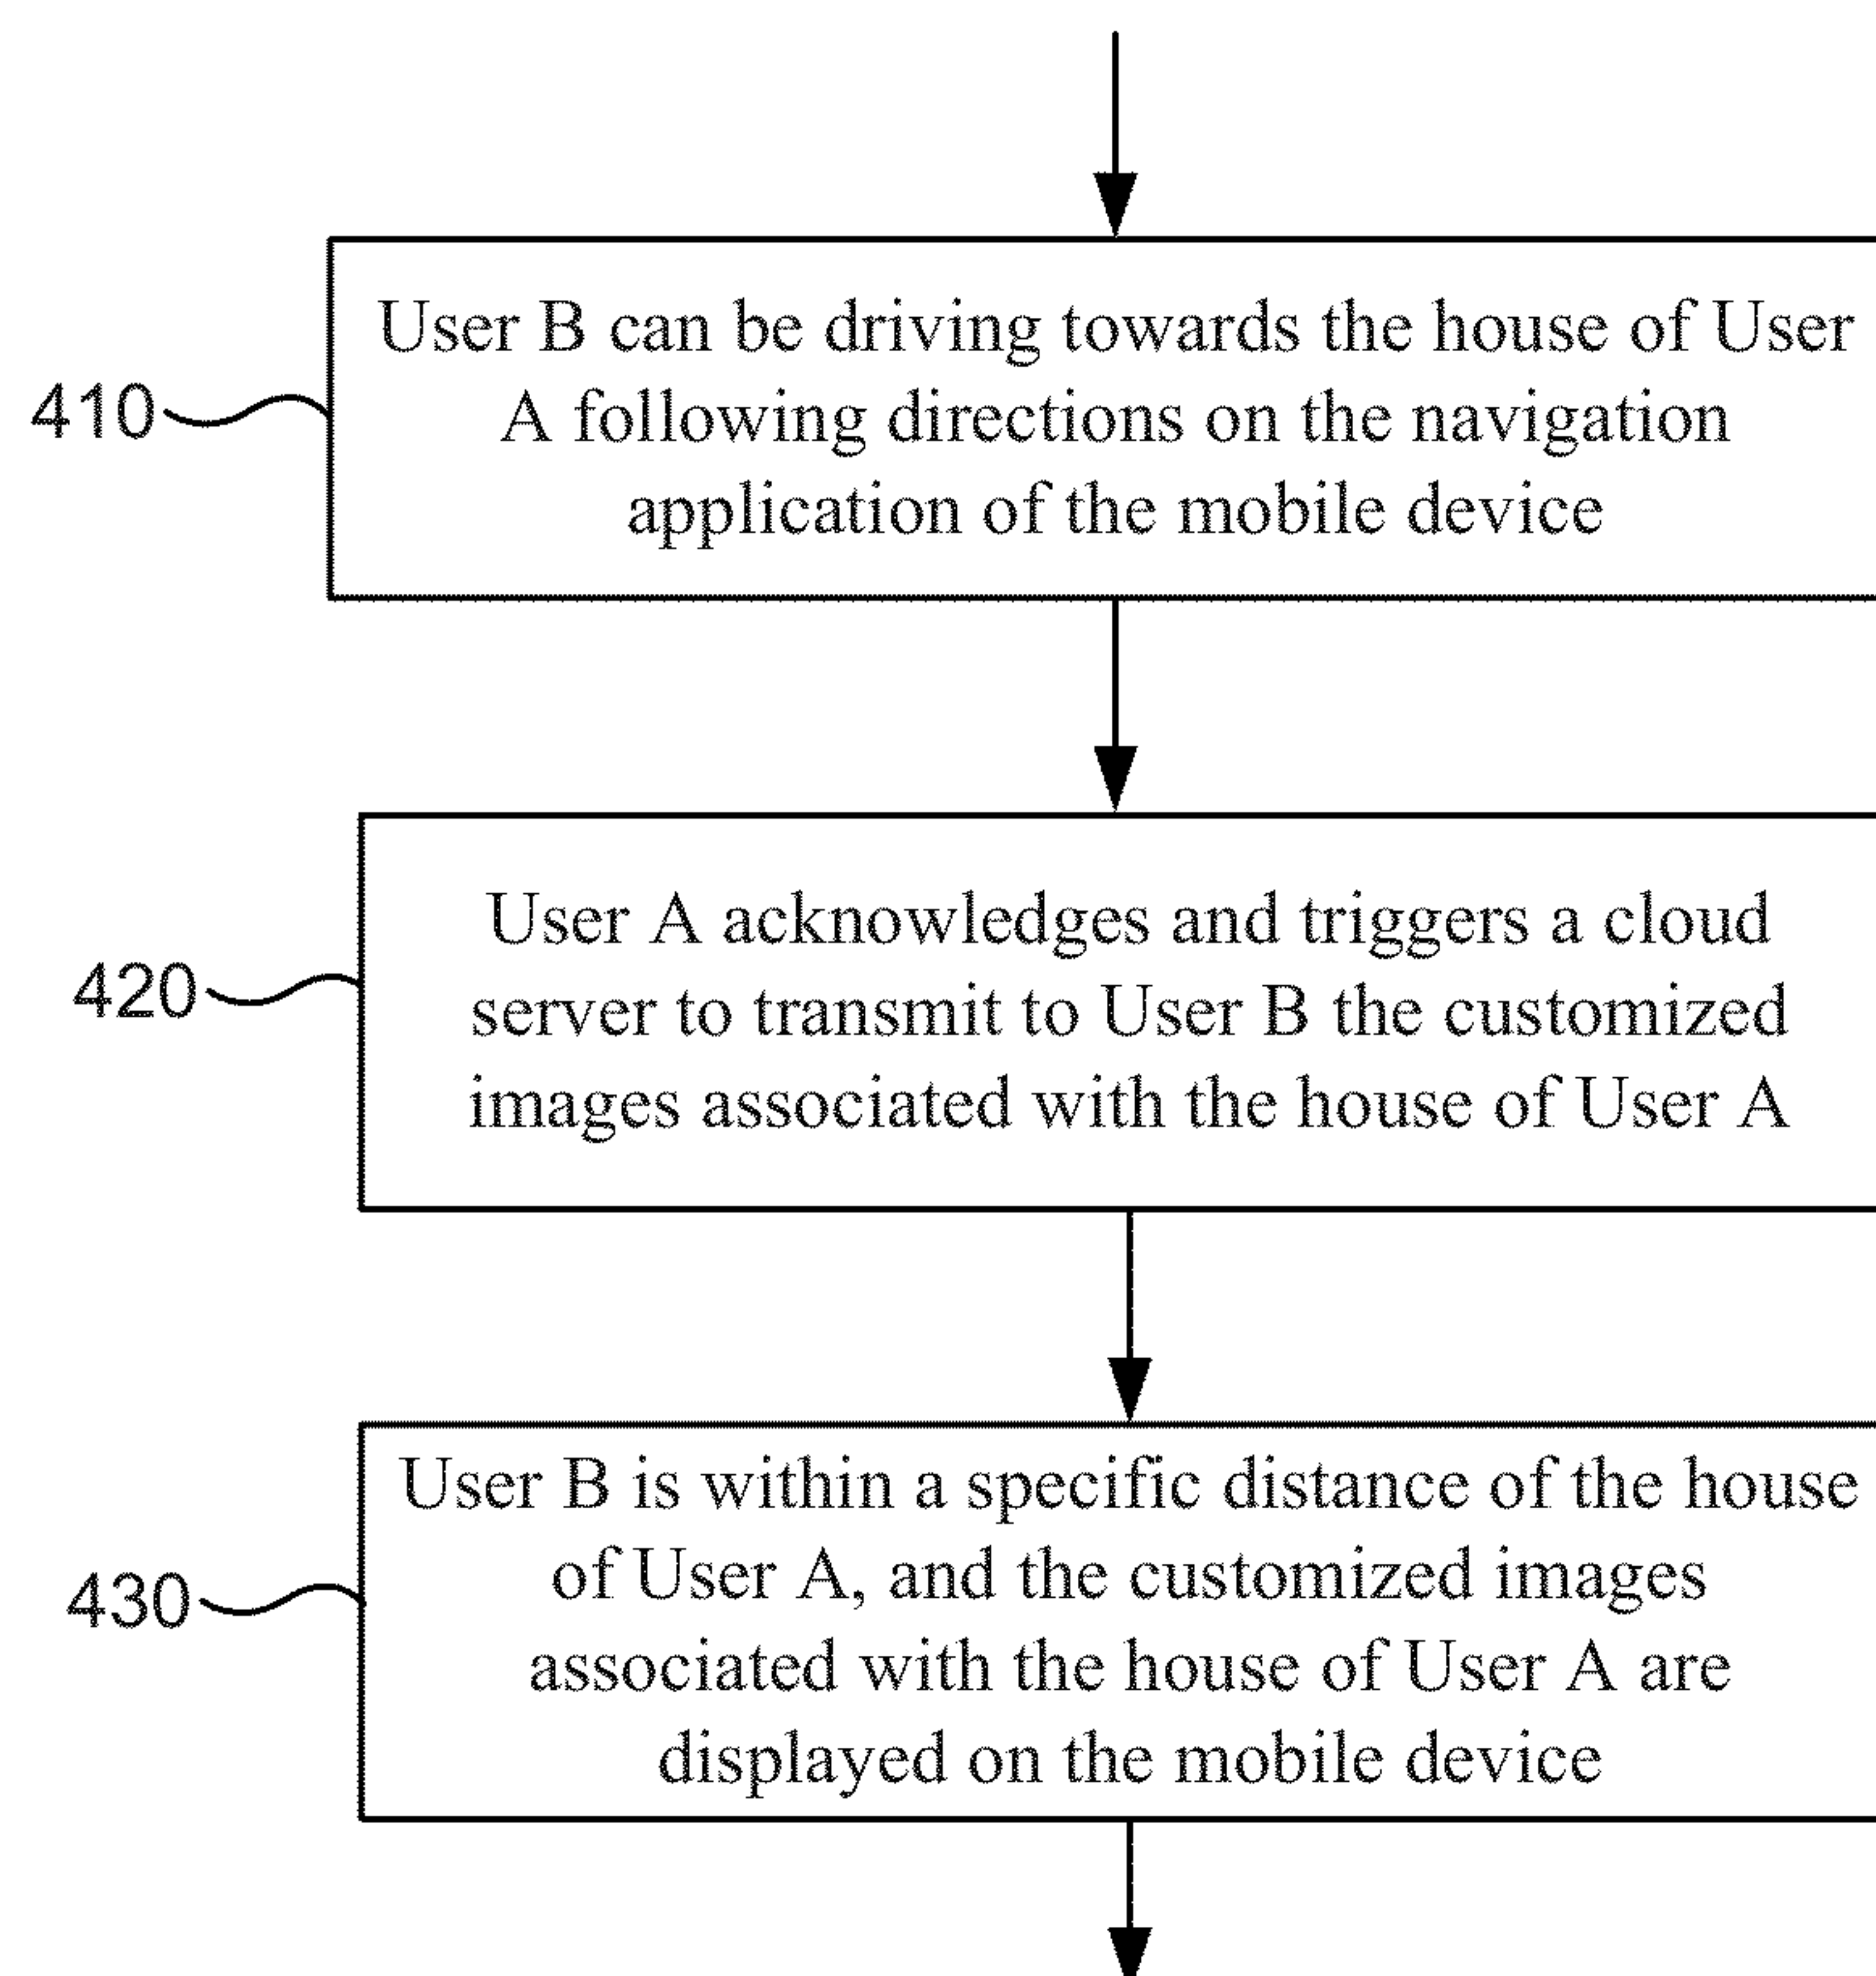 User B can be driving towards the house of User
410
A following directions on the navigation
application of the mobile device
User A acknowledges and triggers a cloud
420
server to transmit to User B the customized
images associated with the house of User A
User B is within a specific distance of the house
of User A, and the customized images
430
associated with the house of User A are
displayed on the mobile device